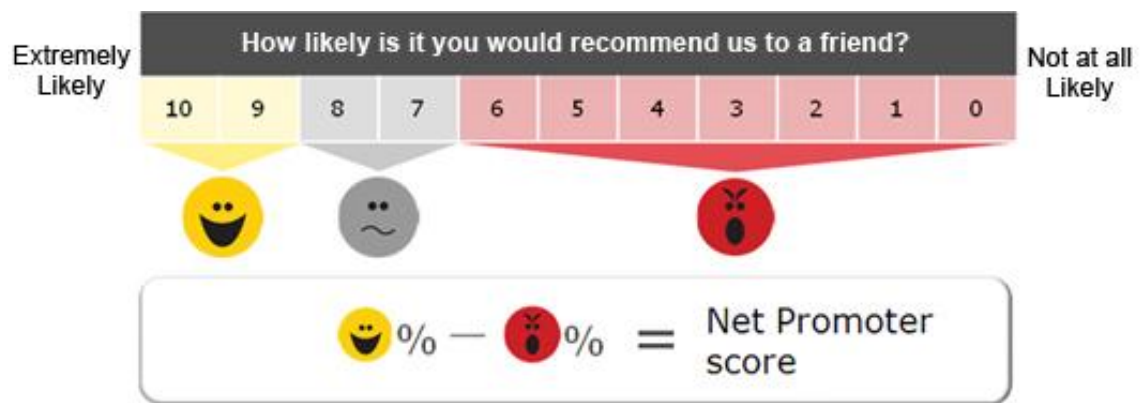 How likely is it you would recommend us to a friend?
Extremely
Likely
Not at all
Likely
10 9 8 7 6 5 4 3 2 1 0
% — % = Net Promoter
score